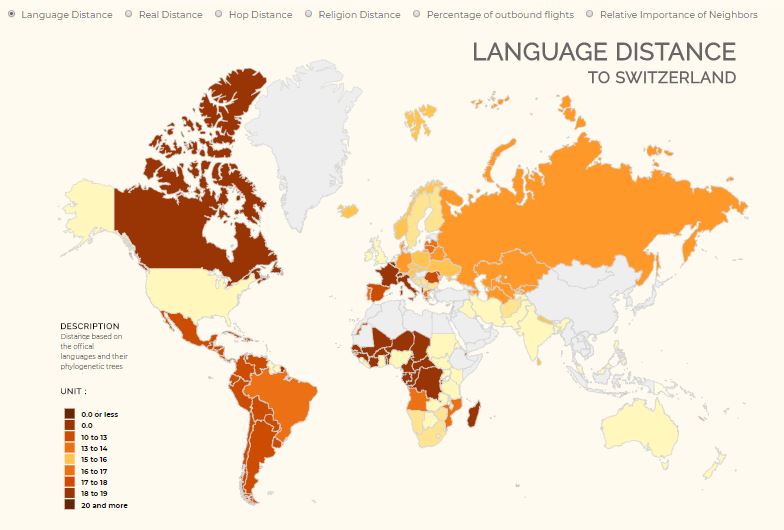 Language Distance Real Distance Hop Distance Religion Distance Percentage of outbound flights Relative Importance of Neighbors
LANGUAGE DISTANCE
TO SWITZERLAND
DESCRIPTION
Distance based on
the offical
languages and their
phylogenetic trees
UNIT :
0.0 or less
0.0
10 to 13
13 to 14
15 to 16
16 to 17
17 to 18
18 to 19
20 and more